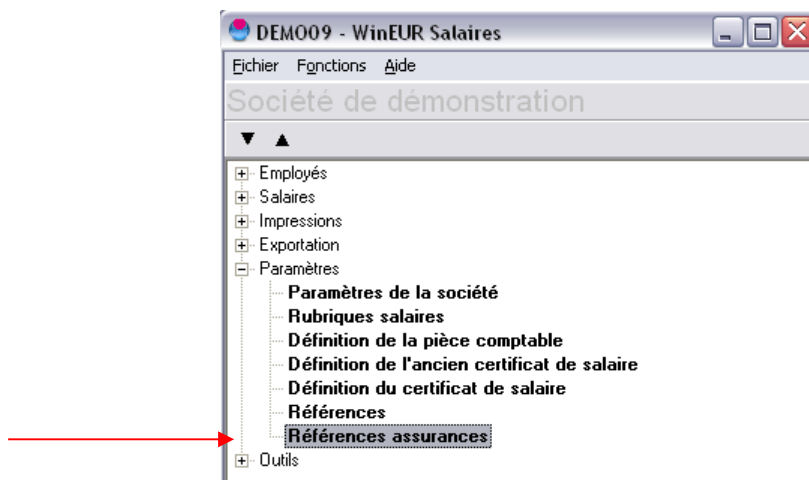 DEMO09 - WinEUR Salaires
Fichier Fonctions Aide
Société de démonstration
Employés
Salaires
Impressions
Exportation
Paramètres
Paramètres de la société
Rubriques salaires
Définition de la pièce comptable
Définition de l'ancien certificat de salaire
Définition du certificat de salaire
Références
Références assurances
Outils